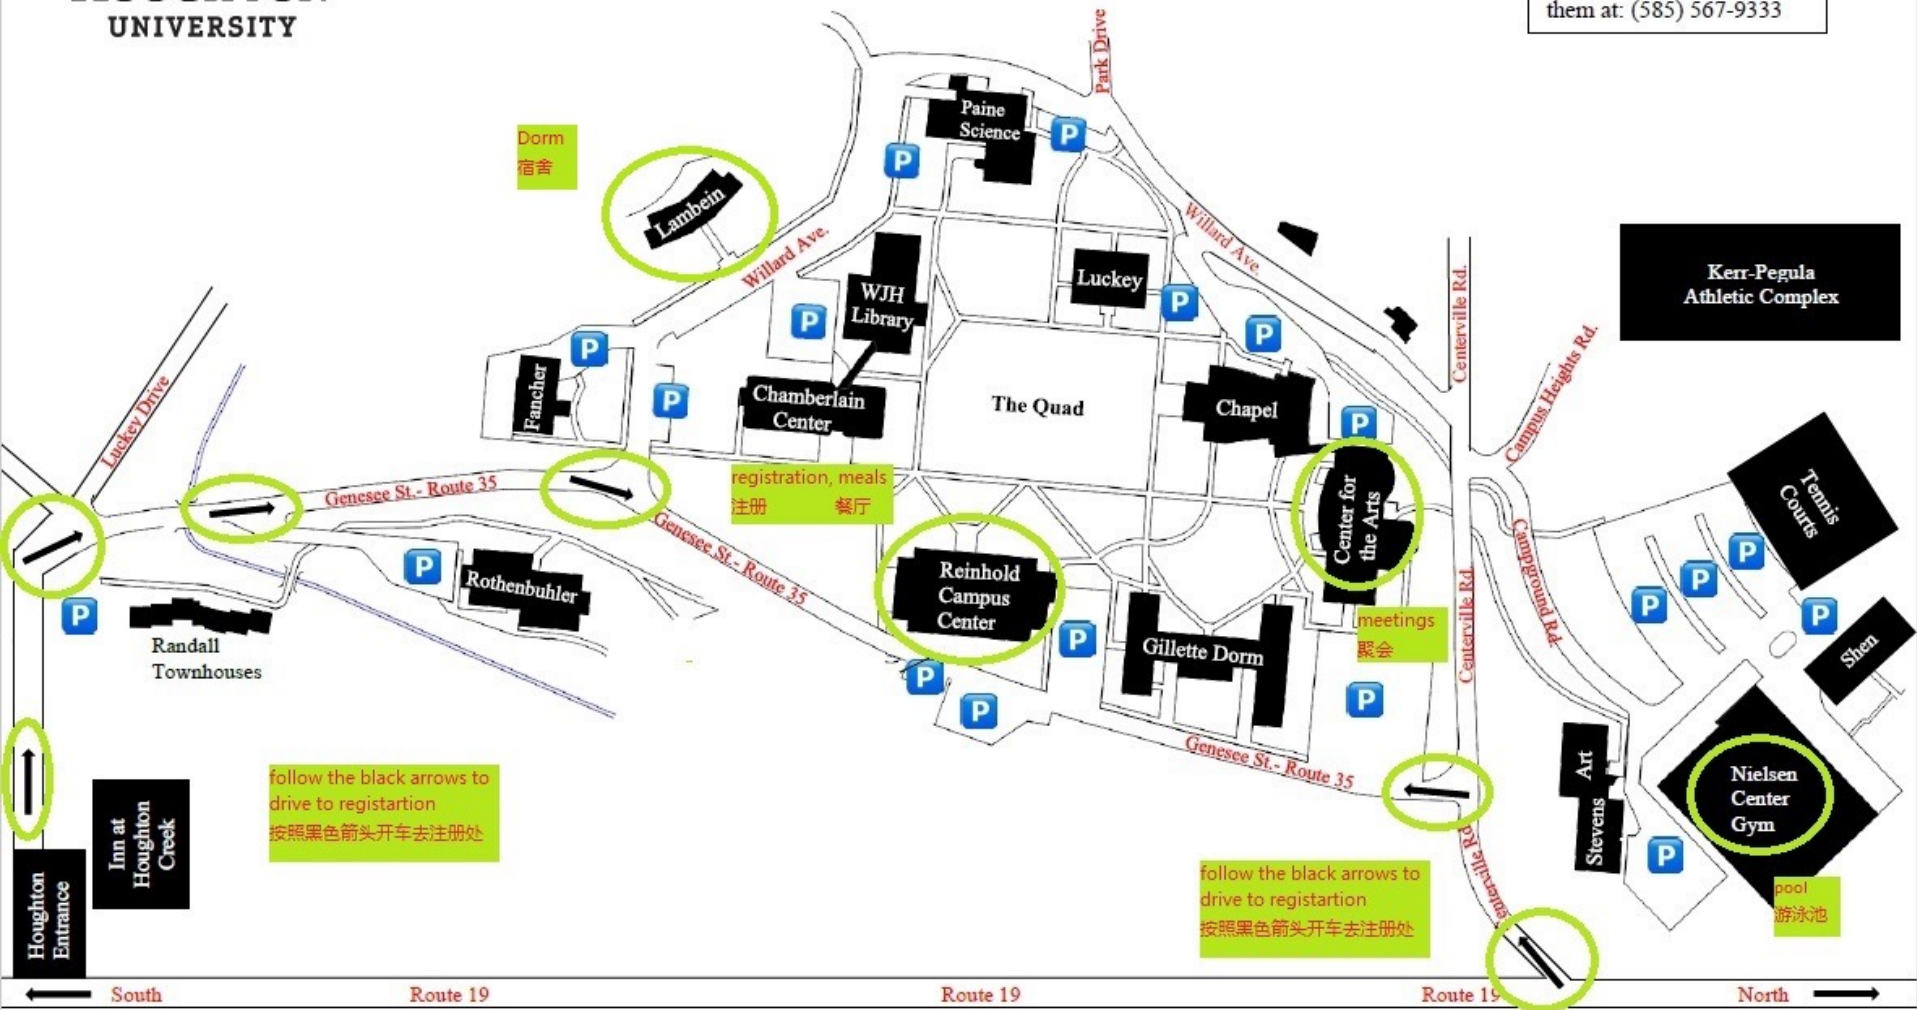 UNIVERSITY
them at: (585) 567-9333
Park Drive
Paine
Science
P
P
Dorm
宿舍
Lambein
Willard Ave.
Willard Ave.
WJH
Library
Luckey
P
P
P
Centerville Rd.
Kerr-Pegula
Athletic Complex
Campus Heights Rd.
Luckey Drive
P
Fancher
P
Chamberlain
Center
The Quad
Chapel
P
registration, meals
注册 餐厅
Genesee St.- Route 35
Genesee St.- Route 35
Center for
the Arts
Tennis
Courts
Campground Rd.
P
P
P
P
P
Rothenbuhler
Reinhold
Campus
Center
P
Randall
Townhouses
meetings
聚会
Centerville Rd.
Shen
P
Gillette Dorm
P
P
P
Genesee St.- Route 35
follow the black arrows to
drive to registartion
按照黑色箭头开车去注册处
Art
Stevens
Nielsen
Center
Gym
Inn at
Houghton
Creek
P
follow the black arrows to
drive to registartion
按照黑色箭头开车去注册处
pool
游泳池
Houghton
Entrance
South
Route 19
Route 19
Route 19
North